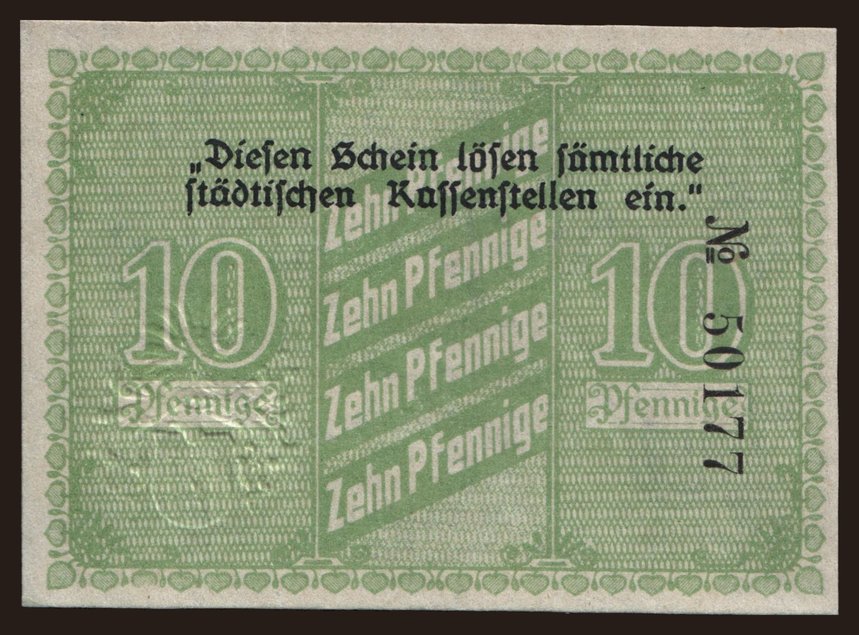 „Diesen Schein lösen sämtliche
städtischen Kassenstellen ein.“
№ 50177
10
Pfennige
Zehn Pfennige
Zehn Pfennige
Zehn Pfennige
Zehn Pfennige
10
Pfennige